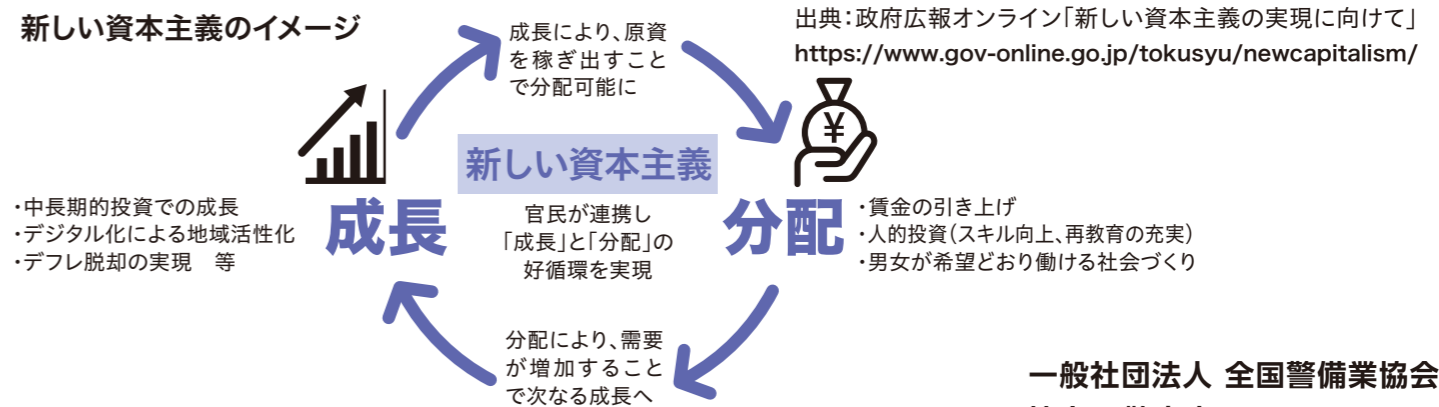 新しい資本主義のイメージ
出典：政府広報オンライン「新しい資本主義の実現に向けて」
https://www.gov-online.go.jp/tokusyu/newcapitalism/
成長により、原資
を稼ぎ出すこと
で分配可能に
¥
新しい資本主義
官民が連携し
「成長」と「分配」の
好循環を実現
成長
・中長期的投資での成長
・デジタル化による地域活性化
・デフレ脱却の実現　等
分配
・賃金の引き上げ
・人的投資(スキル向上、再教育の充実)
・男女が希望どおり働ける社会づくり
分配により、需要
が増加すること
で次なる成長へ
一般社団法人 全国警備業協会